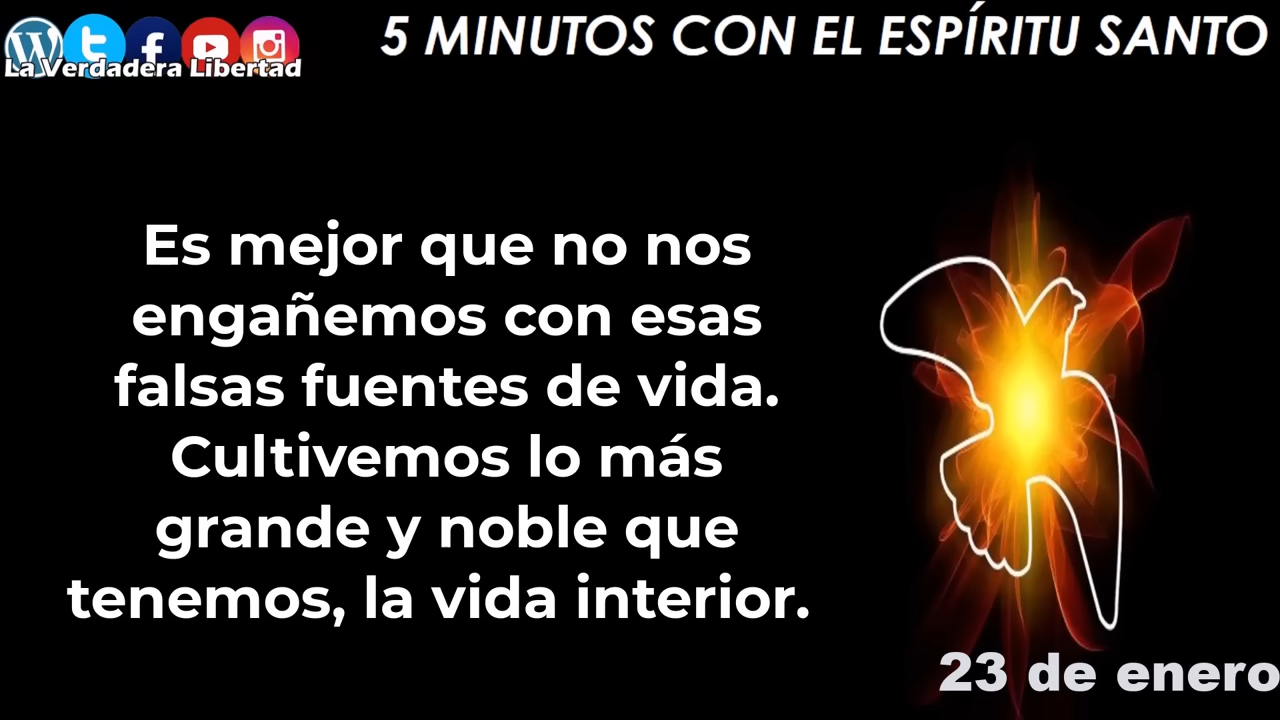 5 MINUTOS CON EL ESPÍRITU SANTO
La Verdadera Libertad
Es mejor que no nos
engañemos con esas
falsas fuentes de vida.
Cultivemos lo más
grande y noble que
tenemos, la vida interior.
23 de enero